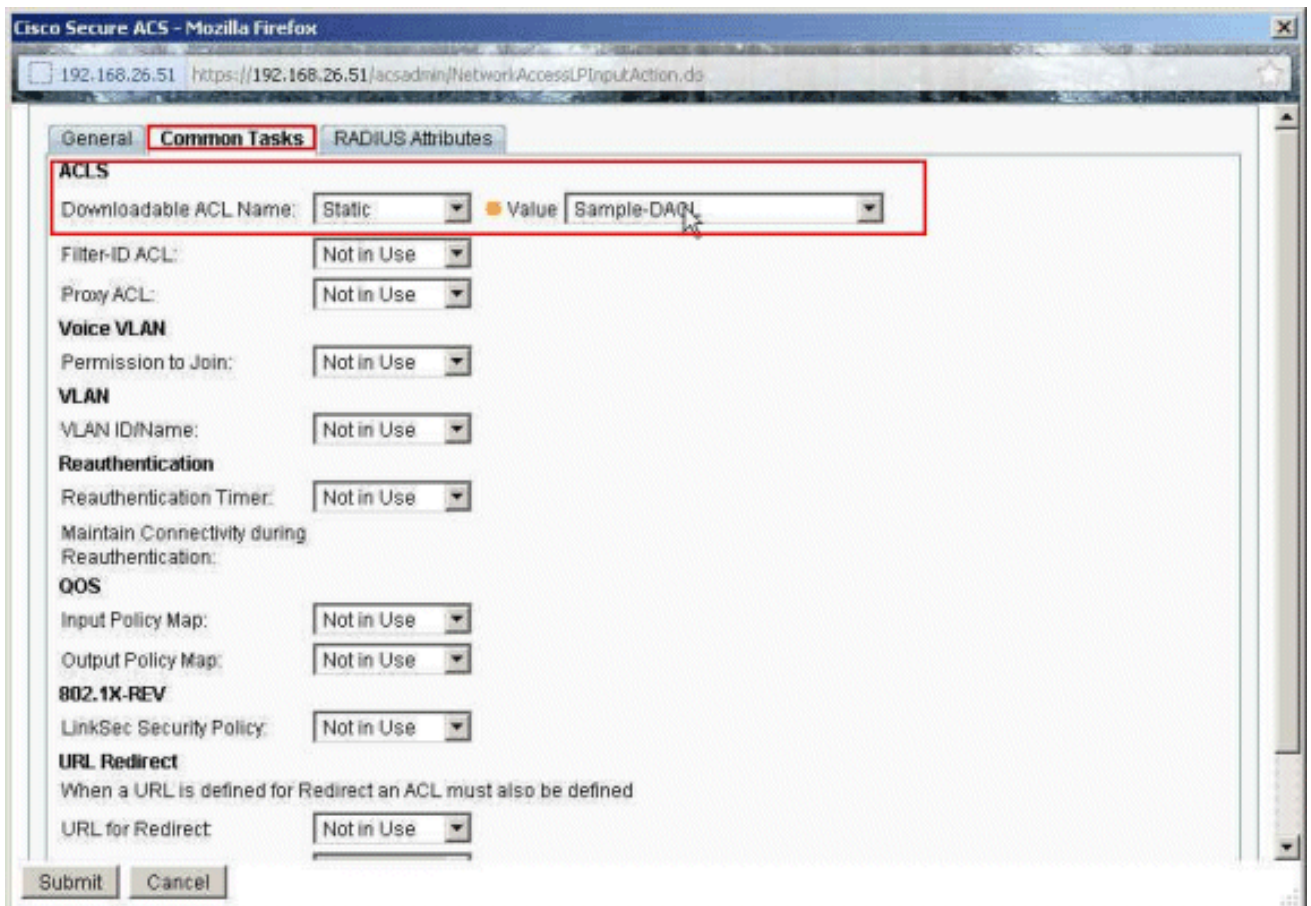 Cisco Secure ACS - Mozilla Firefox
192.168.26.51 https://192.168.26.51/acsadmin/NetworkAccessLPInputAction.do
General Common Tasks RADIUS Attributes
ACLS
Downloadable ACL Name: Static Value Sample-DACL
Filter-ID ACL: Not in Use
Proxy ACL: Not in Use
Voice VLAN
Permission to Join: Not in Use
VLAN
VLAN ID/Name: Not in Use
Reauthentication
Reauthentication Timer: Not in Use
Maintain Connectivity during
Reauthentication:
QOS
Input Policy Map: Not in Use
Output Policy Map: Not in Use
802.1X-REV
LinkSec Security Policy: Not in Use
URL Redirect
When a URL is defined for Redirect an ACL must also be defined
URL for Redirect: Not in Use
Submit Cancel